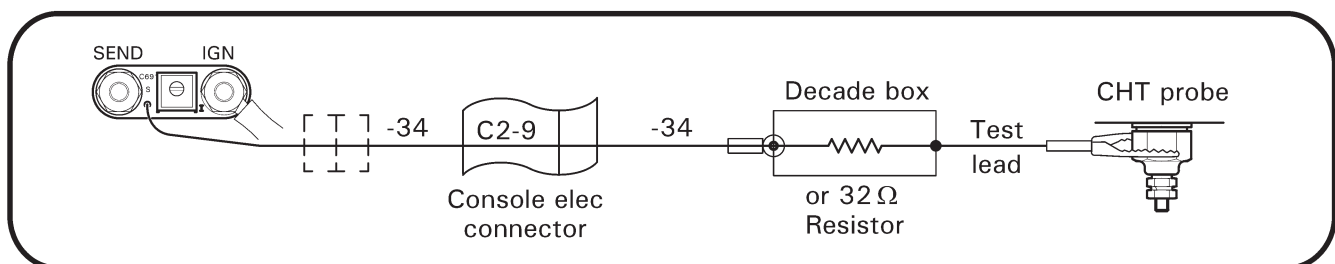 SEND IGN
C69
S
I
-34
C2-9
-34
Console elec
connector
Decade box
or 32 Ω
Resistor
Test
lead
CHT probe